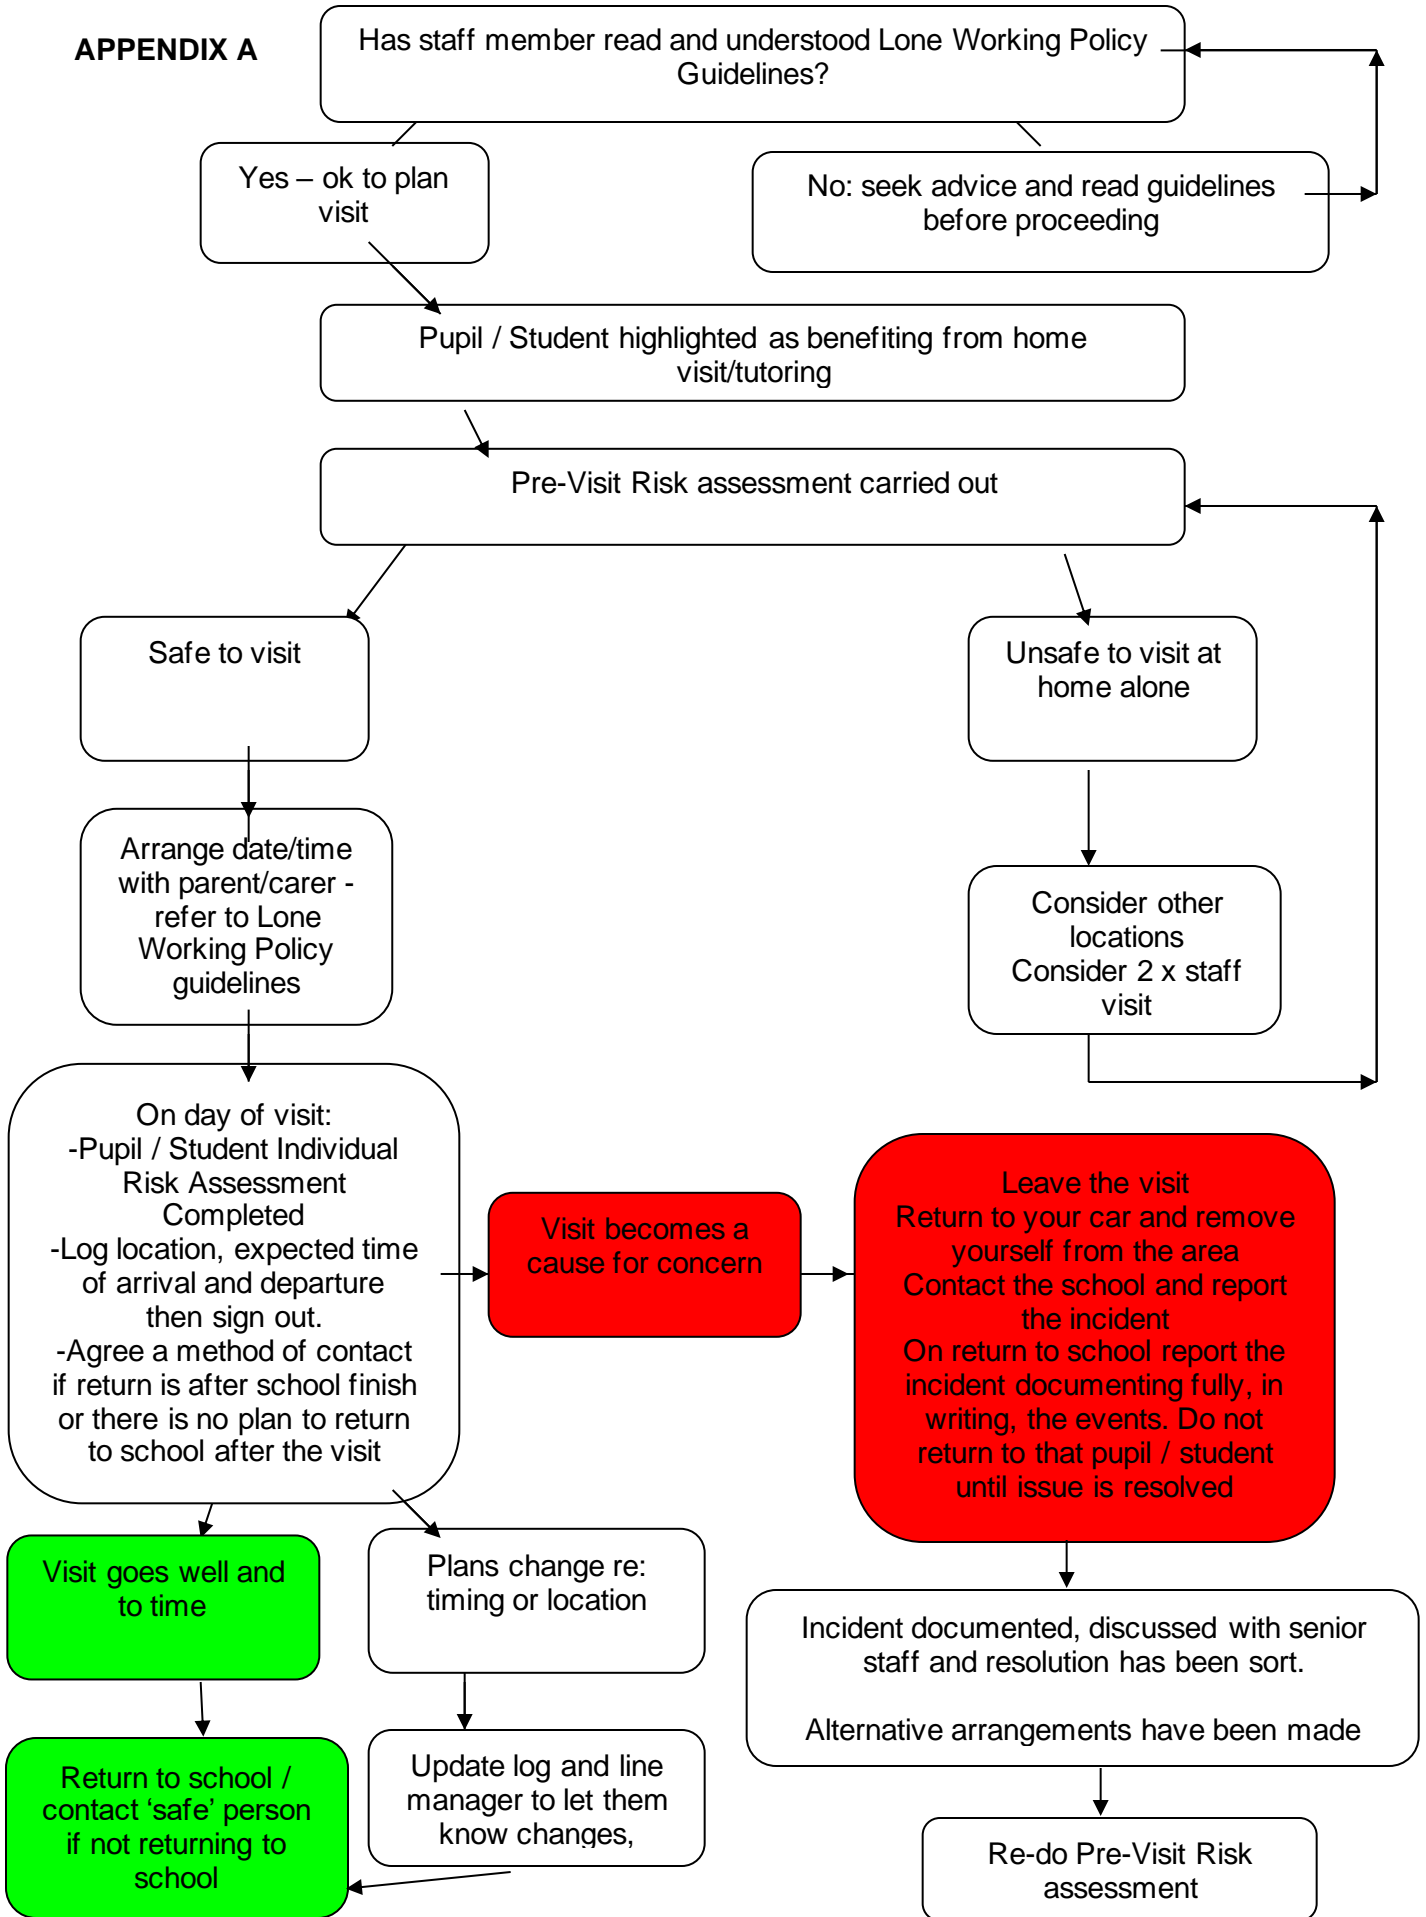 APPENDIX A
Has staff member read and understood Lone Working Policy
Guidelines?
Yes – ok to plan
visit
No: seek advice and read guidelines
before proceeding
Pupil / Student highlighted as benefiting from home
visit/tutoring
Pre-Visit Risk assessment carried out
Safe to visit
Unsafe to visit at
home alone
Arrange date/time
with parent/carer -
refer to Lone
Working Policy
guidelines
Consider other
locations
Consider 2 x staff
visit
On day of visit:
-Pupil / Student Individual
Risk Assessment
Completed
-Log location, expected time
of arrival and departure
then sign out.
-Agree a method of contact
if return is after school finish
or there is no plan to return
to school after the visit
Visit becomes a
cause for concern
Leave the visit
Return to your car and remove
yourself from the area
Contact the school and report
the incident
On return to school report the
incident documenting fully, in
writing, the events. Do not
return to that pupil / student
until issue is resolved
Visit goes well and
to time
Plans change re:
timing or location
Incident documented, discussed with senior
staff and resolution has been sort.
Alternative arrangements have been made
Return to school /
contact ‘safe’ person
if not returning to
school
Update log and line
manager to let them
know changes,
Re-do Pre-Visit Risk
assessment